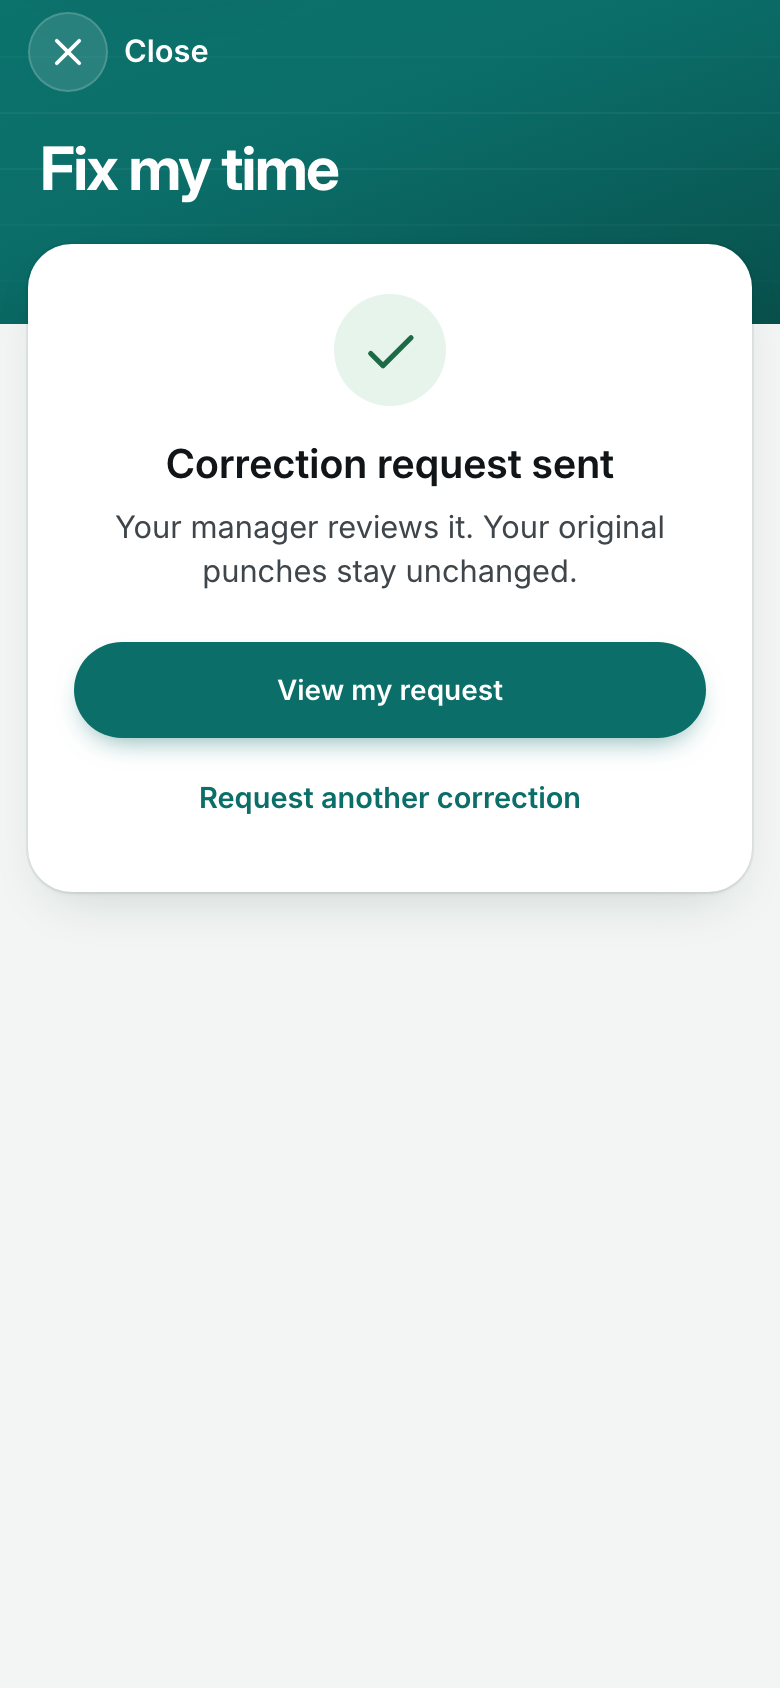 Close
Fix my time
Correction request sent
Your manager reviews it. Your original
punches stay unchanged.
View my request
Request another correction